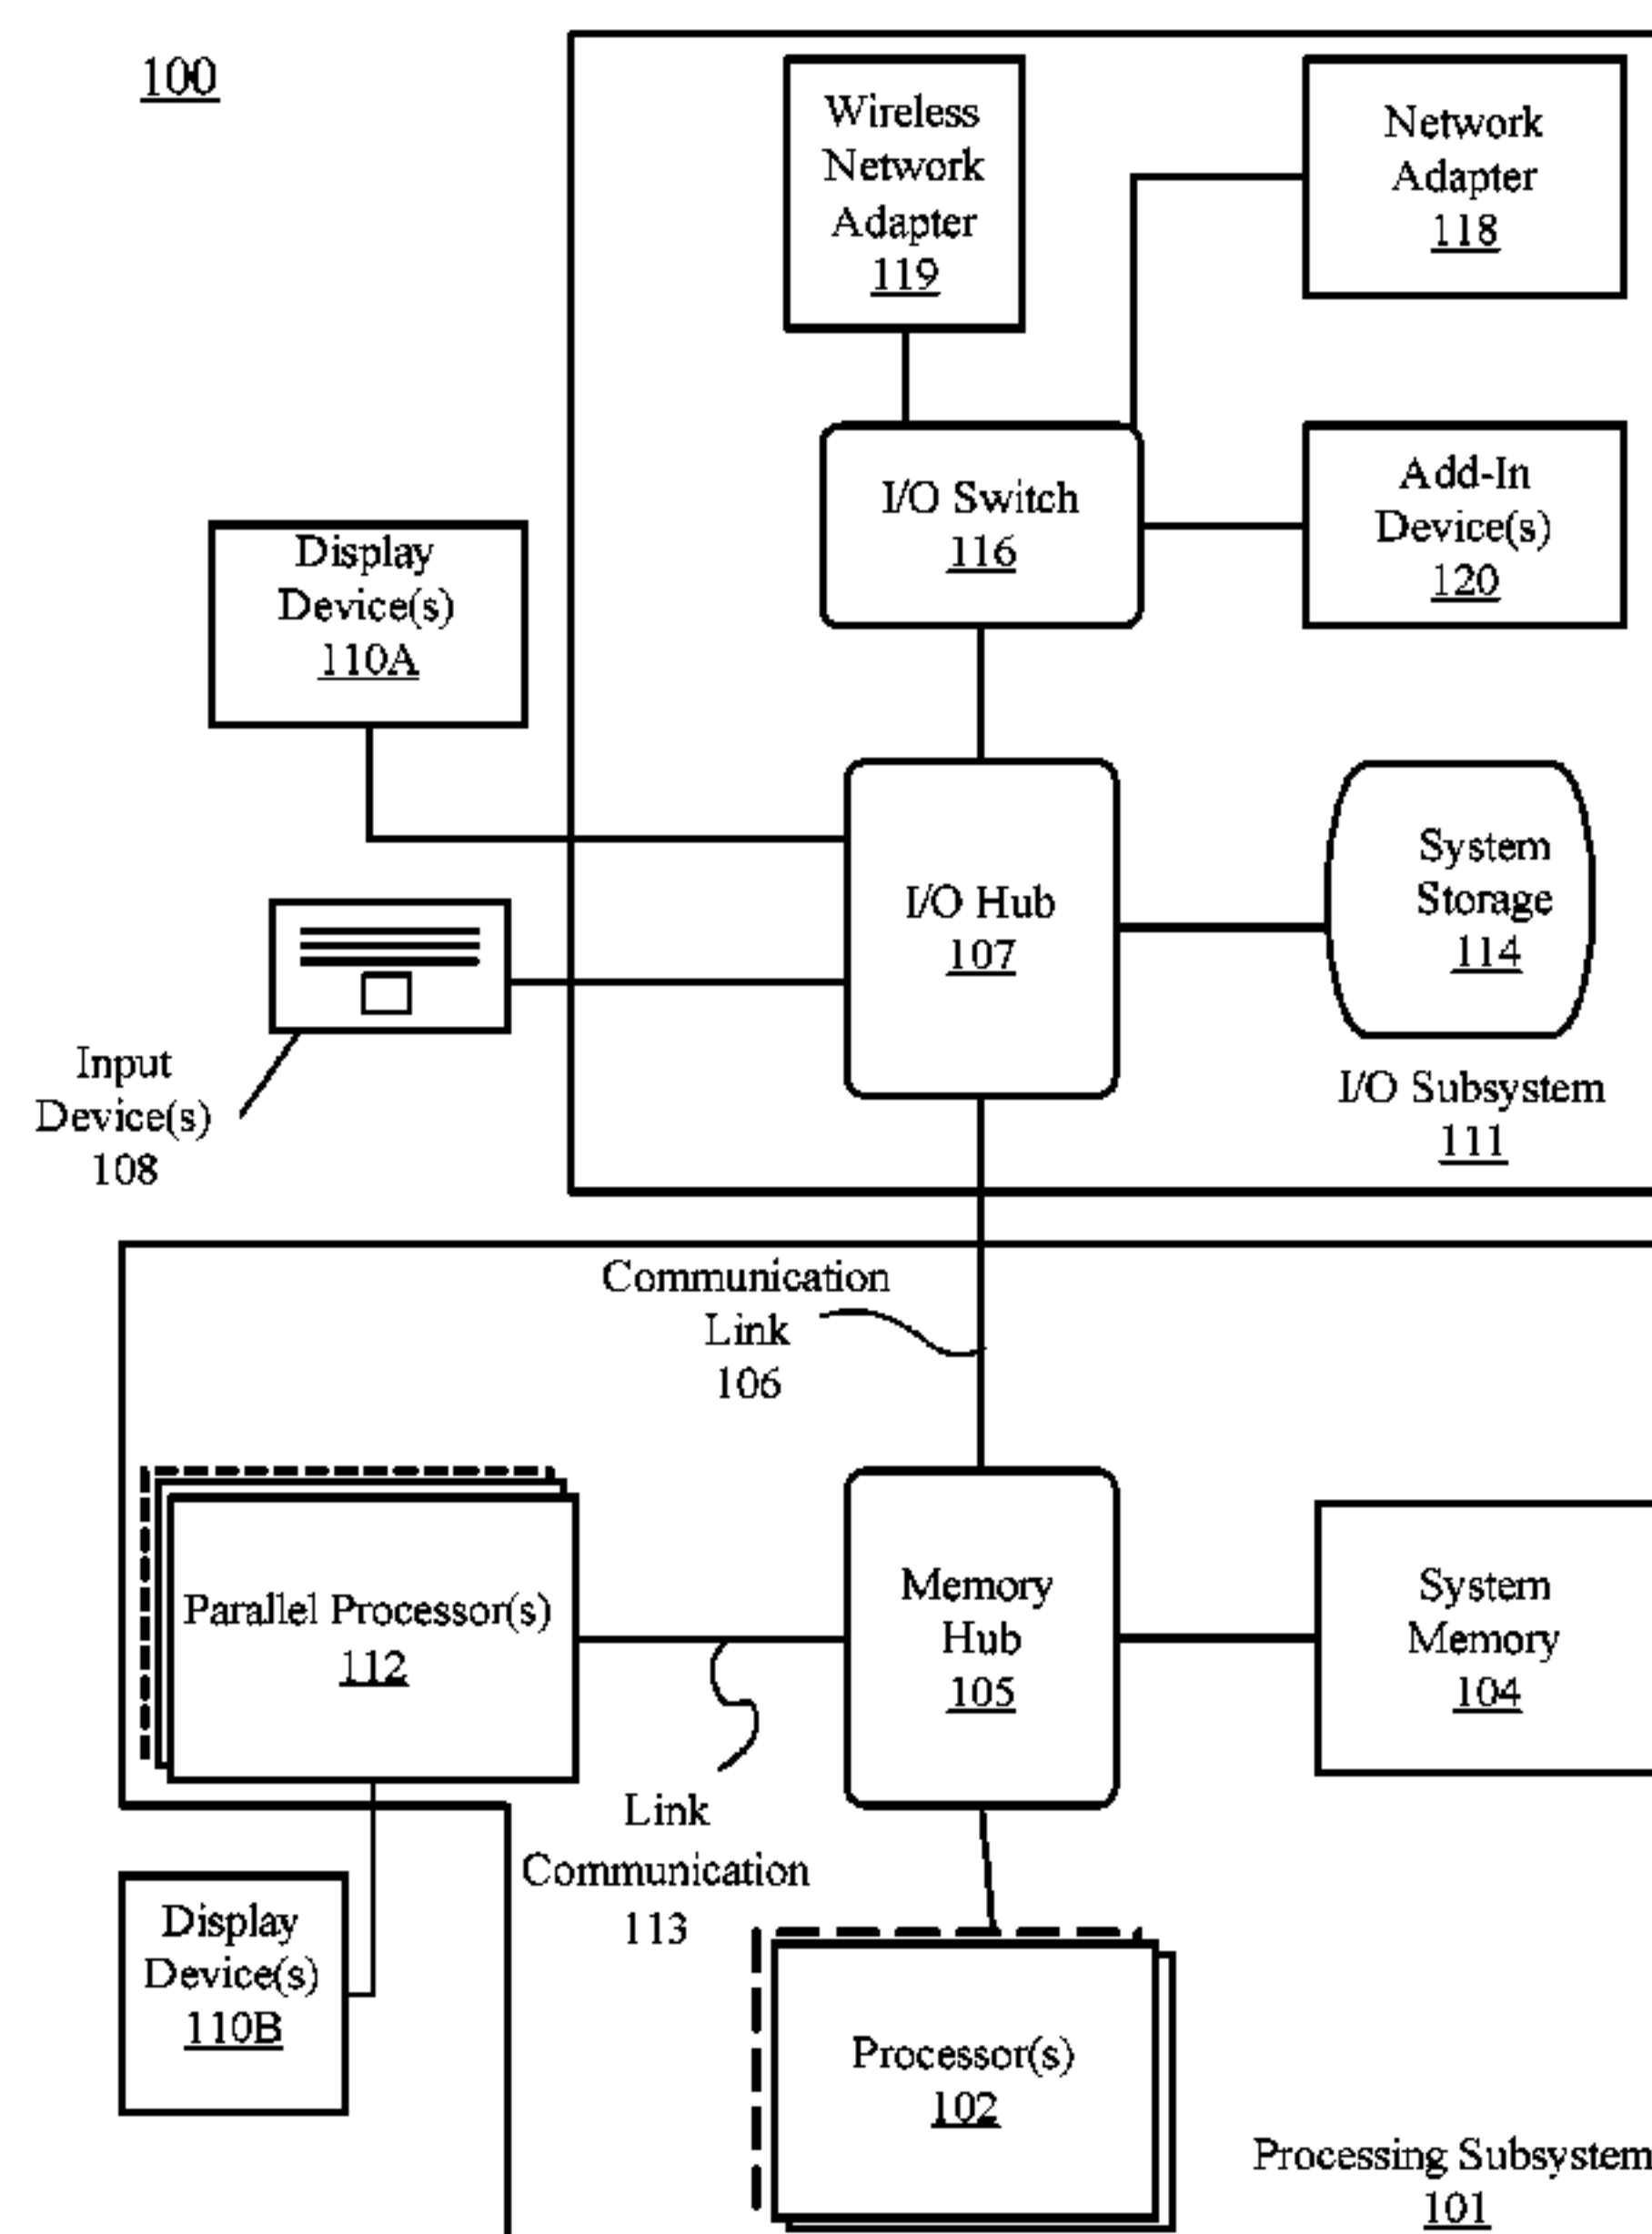 100
Wireless
Network
Adapter
119
Network
Adapter
118
I/O Switch
116
Add-In
Device(s)
120
Display
Device(s)
110A
I/O Hub
107
System
Storage
114
Input
Device(s)
108
I/O Subsystem
111
Communication
Link
106
Parallel Processor(s)
112
Memory
Hub
105
System
Memory
104
Link
Communication
113
Display
Device(s)
110B
Processor(s)
102
Processing Subsystem
101